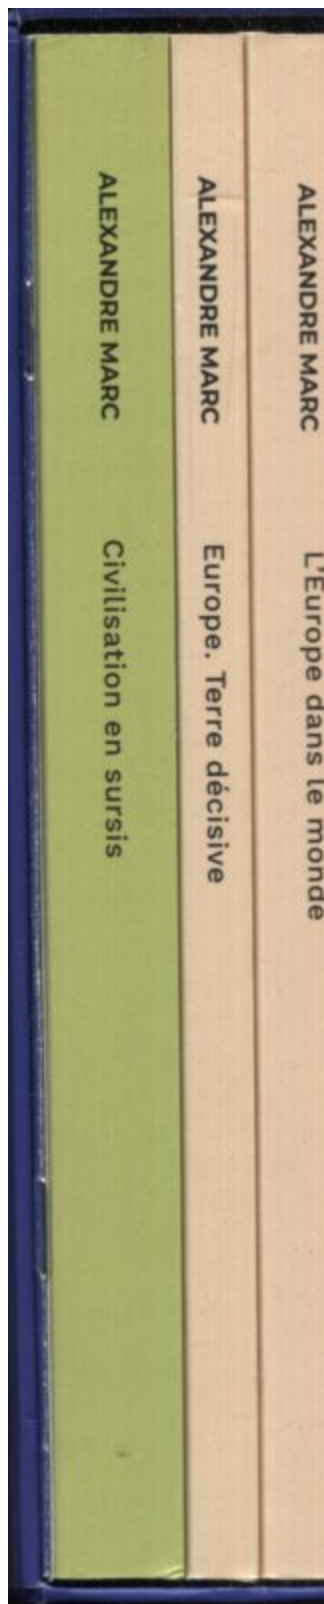 ALEXANDRE MARC Civilisation en sursis
ALEXANDRE MARC Europe. Terre décisive
ALEXANDRE MARC L'Europe dans le monde